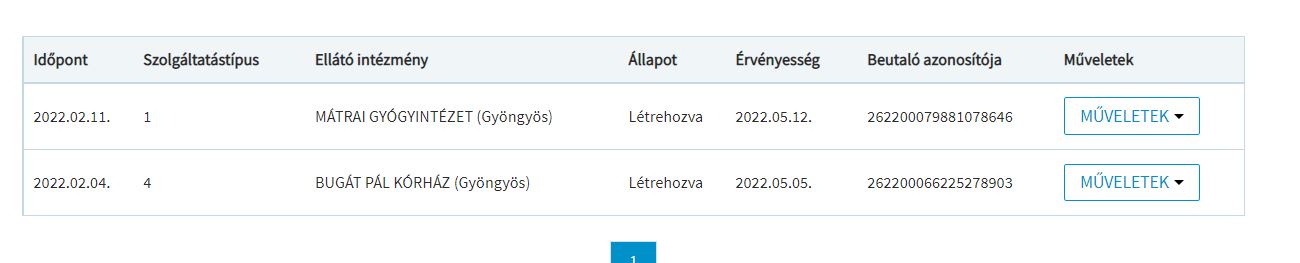 Időpont Szolgáltatástípus Ellátó intézmény Állapot Érvényesség Beutaló azonosítója Műveletek
2022.02.11. 1 MÁTRAI GYÓGYINTÉZET (Gyöngyös) Létrehozva 2022.05.12. 262200079881078646 MŰVELETEK
2022.02.04. 4 BUGÁT PÁL KÓRHÁZ (Gyöngyös) Létrehozva 2022.05.05. 262200066225278903 MŰVELETEK
1